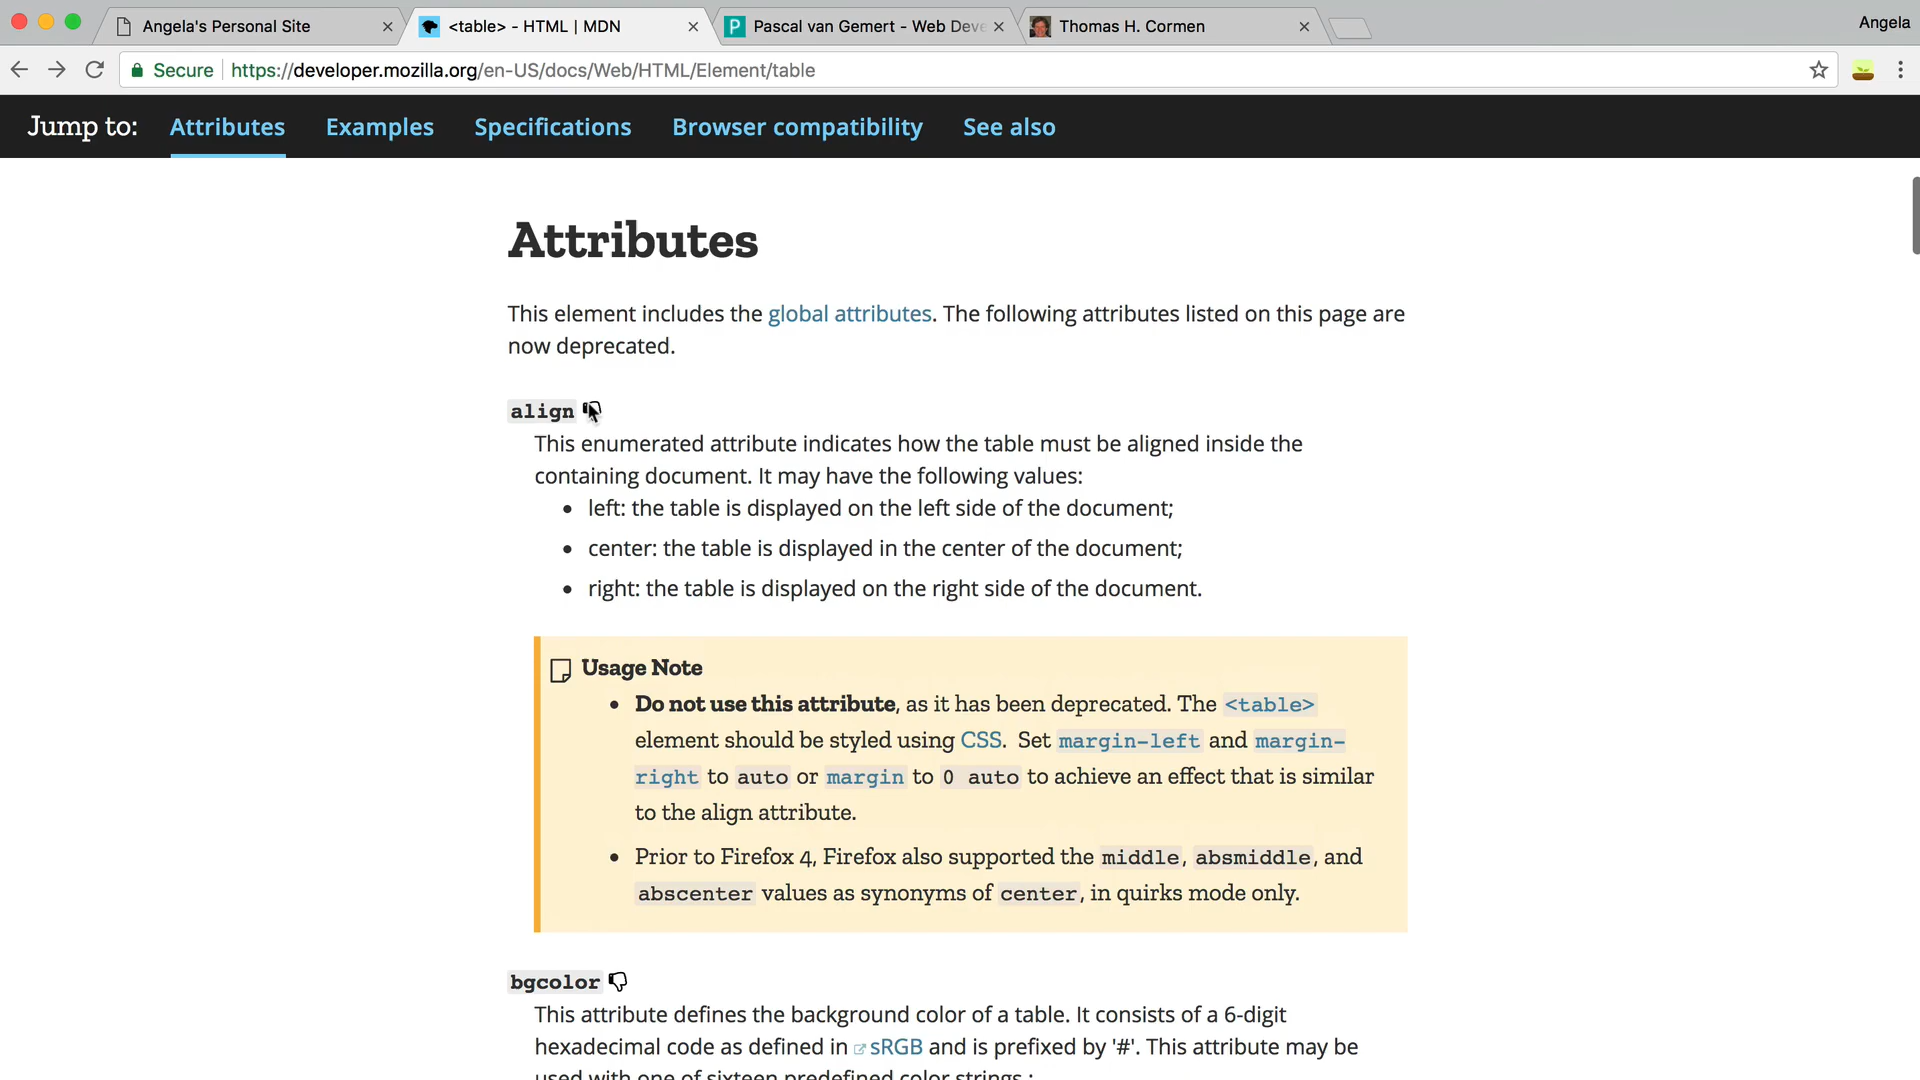 Angela's Personal Site
<table> - HTML | MDN
Pascal van Gemert - Web Deve
Thomas H. Cormen
Angela
Secure https://developer.mozilla.org/en-US/docs/Web/HTML/Element/table
Jump to: Attributes Examples Specifications Browser compatibility See also
Attributes
This element includes the global attributes. The following attributes listed on this page are
now deprecated.
align
This enumerated attribute indicates how the table must be aligned inside the
containing document. It may have the following values:
• left: the table is displayed on the left side of the document;
• center: the table is displayed in the center of the document;
• right: the table is displayed on the right side of the document.
Usage Note
• Do not use this attribute, as it has been deprecated. The <table>
element should be styled using CSS. Set margin-left and margin-
right to auto or margin to 0 auto to achieve an effect that is similar
to the align attribute.
• Prior to Firefox 4, Firefox also supported the middle, absmiddle, and
abscenter values as synonyms of center, in quirks mode only.
bgcolor
This attribute defines the background color of a table. It consists of a 6-digit
hexadecimal code as defined in sRGB and is prefixed by '#'. This attribute may be
used with one of sixteen predefined color strings :